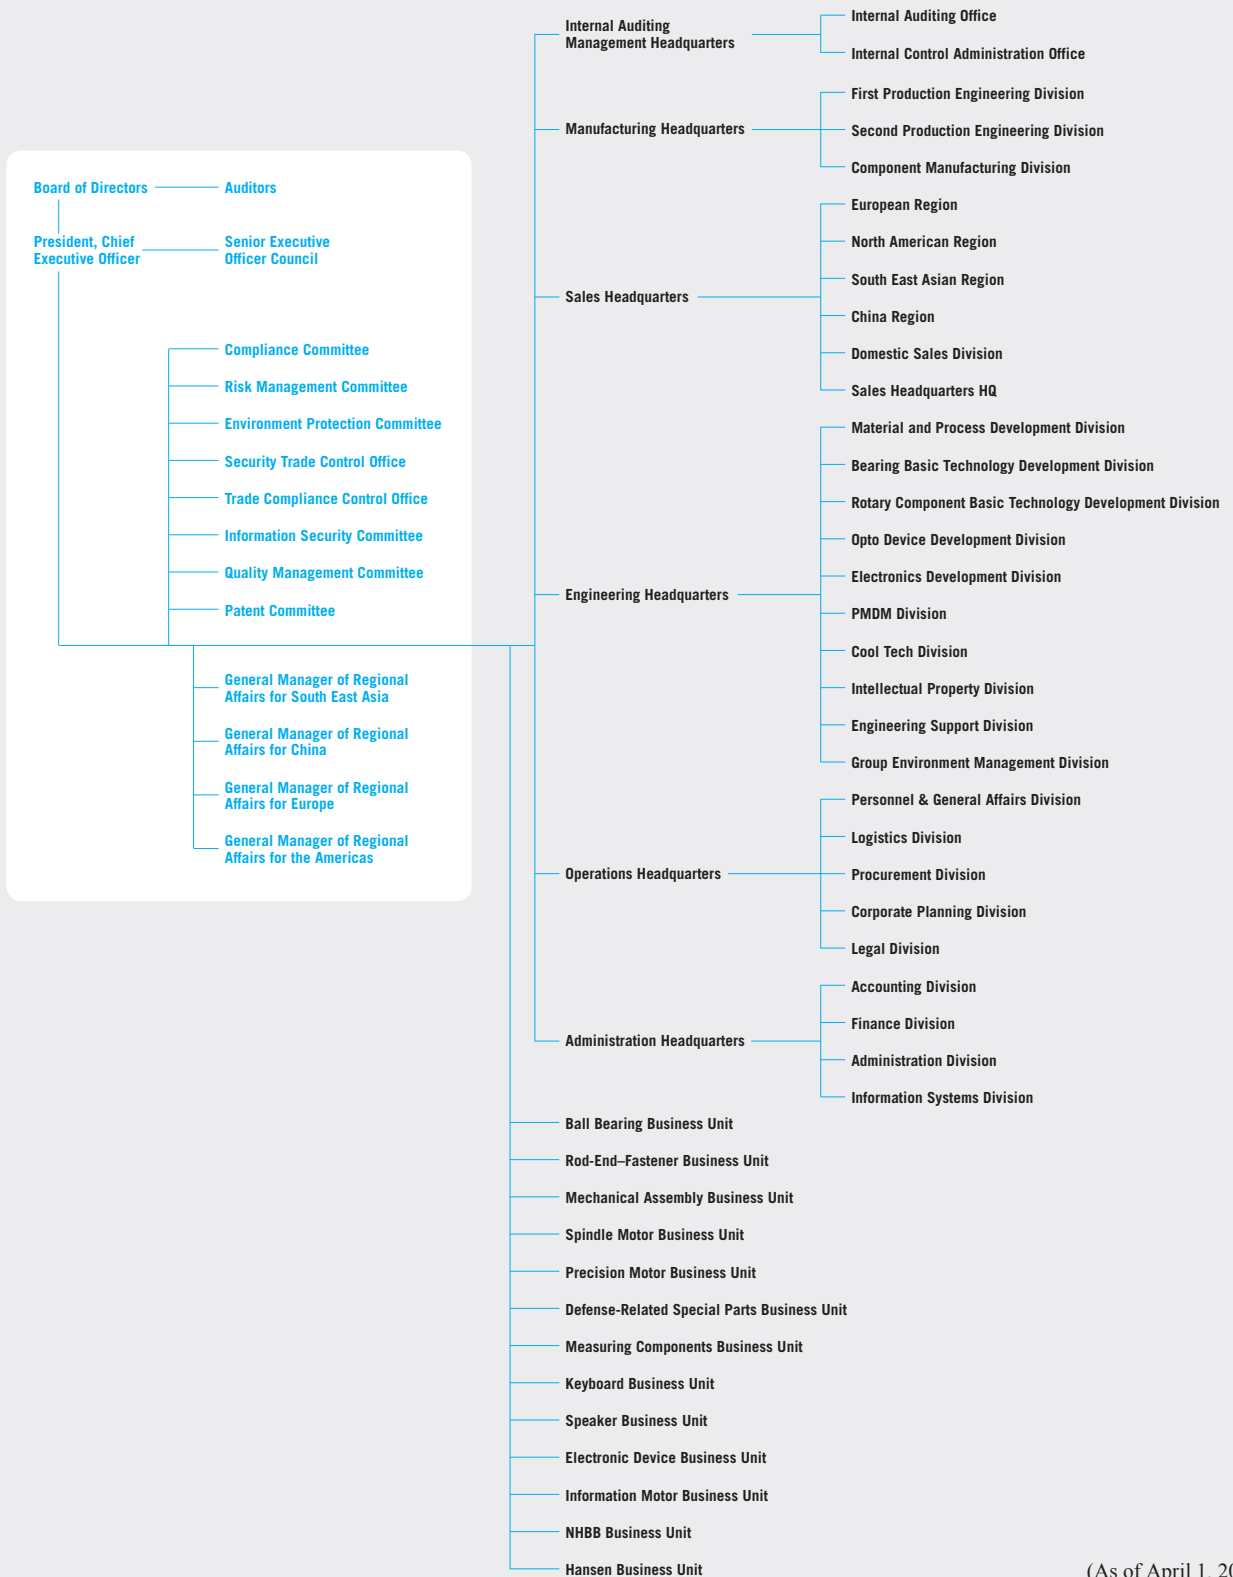 Board of Directors
Auditors
President, Chief
Executive Officer
Senior Executive
Officer Council
Compliance Committee
Risk Management Committee
Environment Protection Committee
Security Trade Control Office
Trade Compliance Control Office
Information Security Committee
Quality Management Committee
Patent Committee
General Manager of Regional
Affairs for South East Asia
General Manager of Regional
Affairs for China
General Manager of Regional
Affairs for Europe
General Manager of Regional
Affairs for the Americas
Internal Auditing
Management Headquarters
Internal Auditing Office
Internal Control Administration Office
Manufacturing Headquarters
First Production Engineering Division
Second Production Engineering Division
Component Manufacturing Division
Sales Headquarters
European Region
North American Region
South East Asian Region
China Region
Domestic Sales Division
Sales Headquarters HQ
Engineering Headquarters
Material and Process Development Division
Bearing Basic Technology Development Division
Rotary Component Basic Technology Development Division
Opto Device Development Division
Electronics Development Division
PMDM Division
Cool Tech Division
Intellectual Property Division
Engineering Support Division
Group Environment Management Division
Operations Headquarters
Personnel & General Affairs Division
Logistics Division
Procurement Division
Corporate Planning Division
Legal Division
Administration Headquarters
Accounting Division
Finance Division
Administration Division
Information Systems Division
Ball Bearing Business Unit
Rod-End–Fastener Business Unit
Mechanical Assembly Business Unit
Spindle Motor Business Unit
Precision Motor Business Unit
Defense-Related Special Parts Business Unit
Measuring Components Business Unit
Keyboard Business Unit
Speaker Business Unit
Electronic Device Business Unit
Information Motor Business Unit
NHBB Business Unit
Hansen Business Unit
(As of April 1, 20